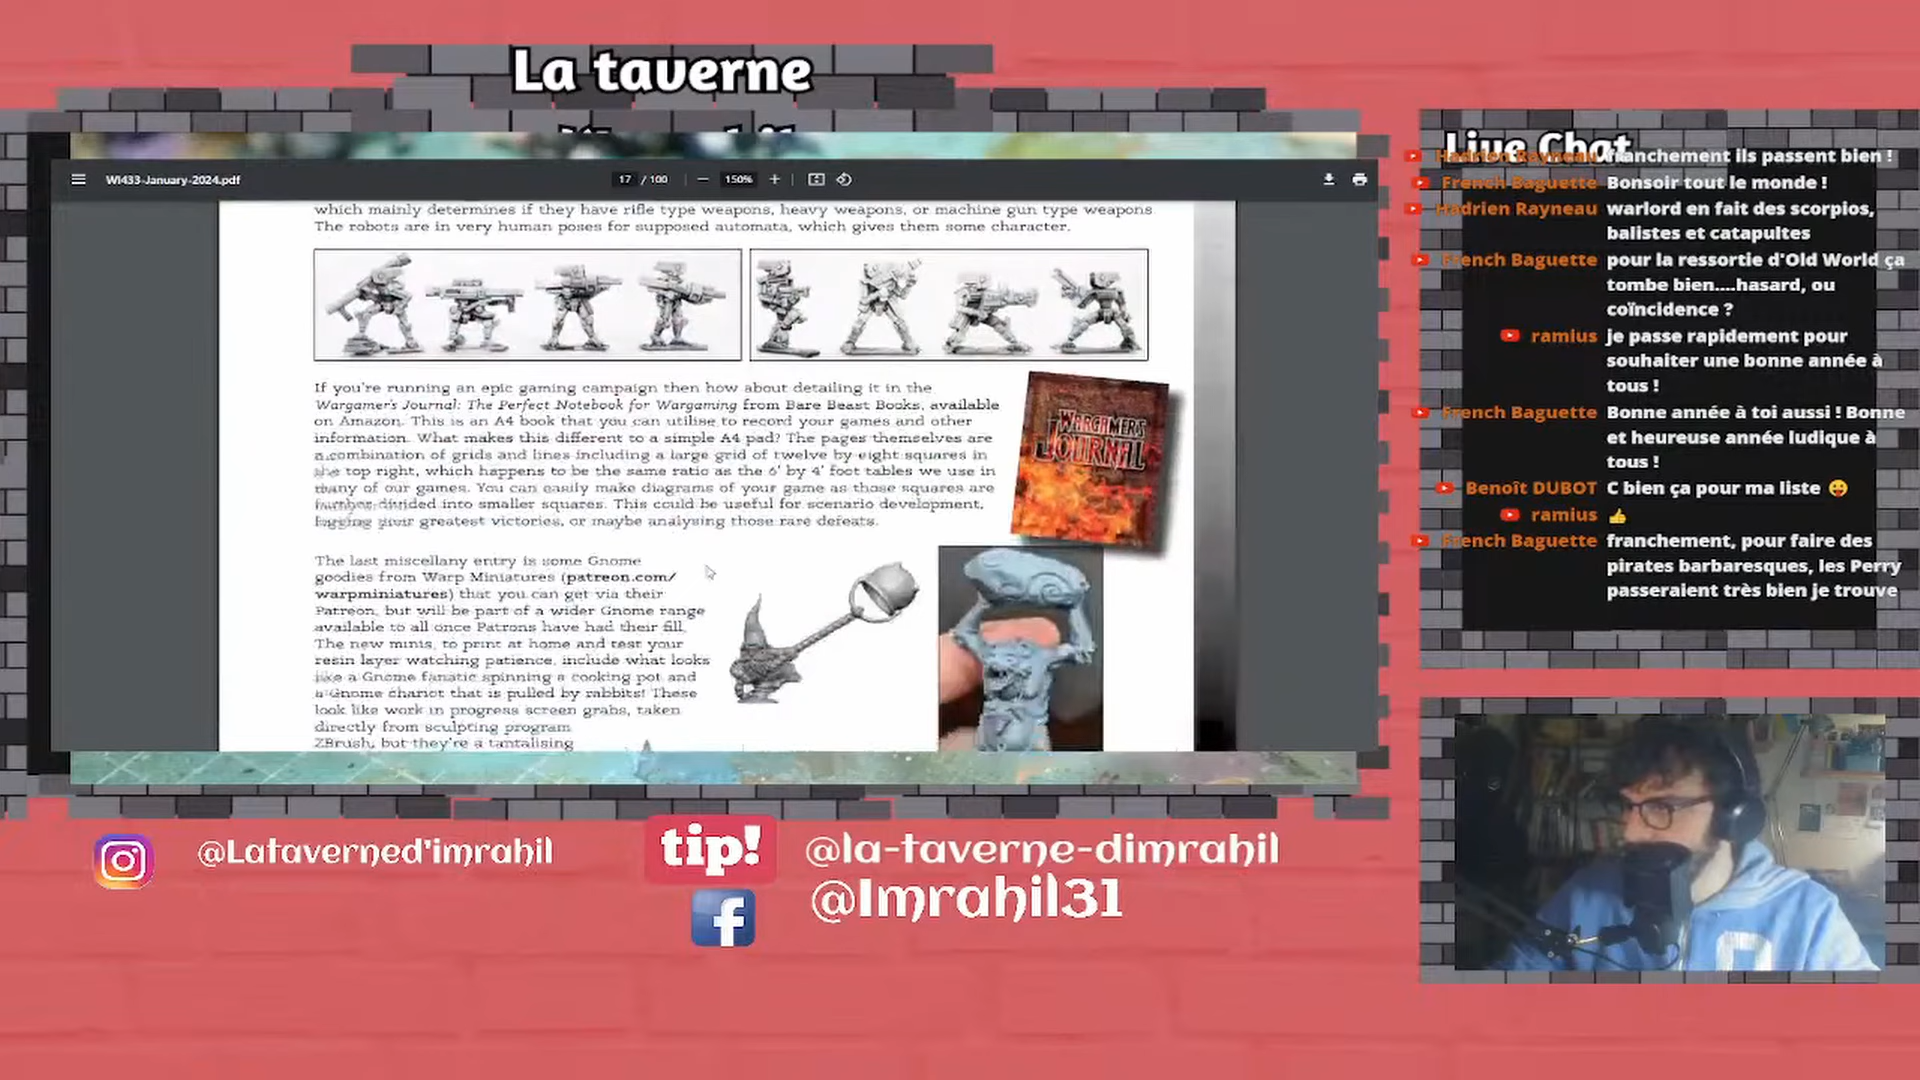 La taverne
WI433-January-2024.pdf
17 / 100
150%
which mainly determines if they have rifle type weapons, heavy weapons, or machine gun type weapons
The robots are in very human poses for supposed automata, which gives them some character.
If you're running an epic gaming campaign then how about detailing it in the
Wargamer's Journal: The Perfect Notebook for Wargaming from Bare Beast Books, available
on Amazon. This is an A4 book that you can utilise to record your games and other
information. What makes this different to a simple A4 pad? The pages themselves are
a combination of grids and lines including a large grid of twelve by eight squares in
the top right, which happens to be the same ratio as the 6' by 4' foot tables we use in
many of our games. You can easily make diagrams of your game as those squares are
further divided into smaller squares. This could be useful for scenario development,
logging your greatest victories, or maybe analysing those rare defeats.
WARGAMERS
JOURNAL
The last miscellany entry is some Gnome
goodies from Warp Miniatures (patreon.com/
warpminiatures) that you can get via their
Patreon, but will be part of a wider Gnome range
available to all once Patrons have had their fill.
The new minis, to print at home and test your
resin layer watching patience, include what looks
like a Gnome fanatic spinning a cooking pot and
a Gnome chariot that is pulled by rabbits! These
look like work in progress screen grabs, taken
directly from sculpting program
ZBrush, but they're a tantalising
Live Chat
Hadrien Rayneau franchement ils passent bien !
French Baguette Bonsoir tout le monde !
Hadrien Rayneau warlord en fait des scorpios,
balistes et catapultes
French Baguette pour la ressortie d'Old World ça
tombe bien....hasard, ou
coïncidence ?
ramius je passe rapidement pour
souhaiter une bonne année à
tous !
French Baguette Bonne année à toi aussi ! Bonne
et heureuse année ludique à
tous !
Benoît DUBOT C bien ça pour ma liste 😛
ramius 👍
French Baguette franchement, pour faire des
pirates barbaresques, les Perry
passeraient très bien je trouve
@Lataverned'imrahil
tip!
@la-taverne-dimrahil
f
@Imrahil31